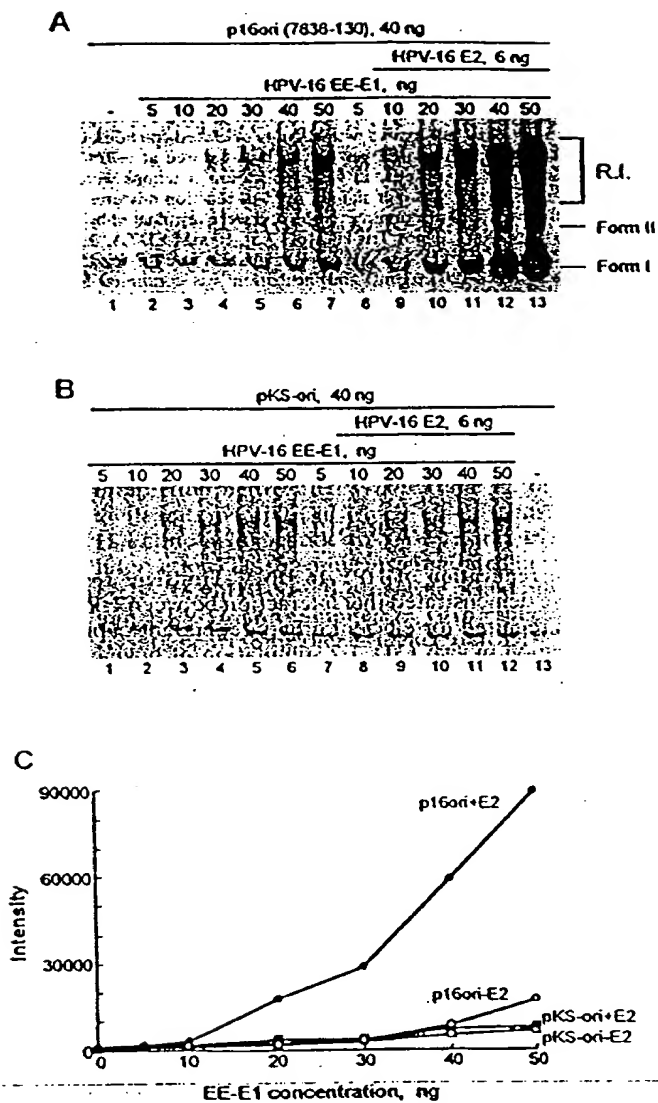 A
p16ori (7838-130), 40 ng
HPV-16 E2, 6 ng
HPV-16 EE-E1, ng
- 5 10 20 30 40 50 5 10 20 30 40 50
R.I.
Form II
Form I
1 2 3 4 5 6 7 8 9 10 11 12 13
B
pKS-ori, 40 ng
HPV-16 E2, 6 ng
HPV-16 EE-E1, ng
5 10 20 30 40 50 5 10 20 30 40 50 -
1 2 3 4 5 6 7 8 9 10 11 12 13
C
90000
60000
30000
0
Intensity
p16ori+E2
p16ori-E2
pKS-ori+E2
pKS-ori-E2
0 10 20 30 40 50
EE-E1 concentration, ng